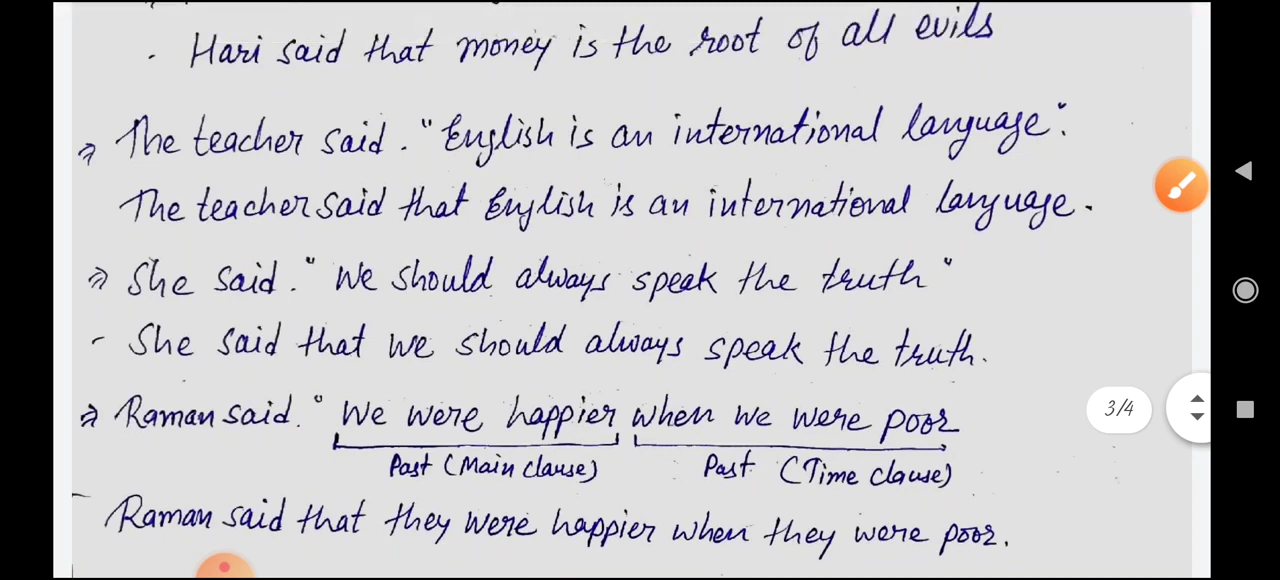 . Hari said that money is the root of all evils
⇒ The teacher said. "English is an international language".
The teacher said that English is an international language.
⇒ She said. "We should always speak the truth"
- She said that we should always speak the truth.
⇒ Raman said. "We were happier when we were poor
Past (Main clause) Past (Time clause)
3/4
- Raman said that they were happier when they were poor.